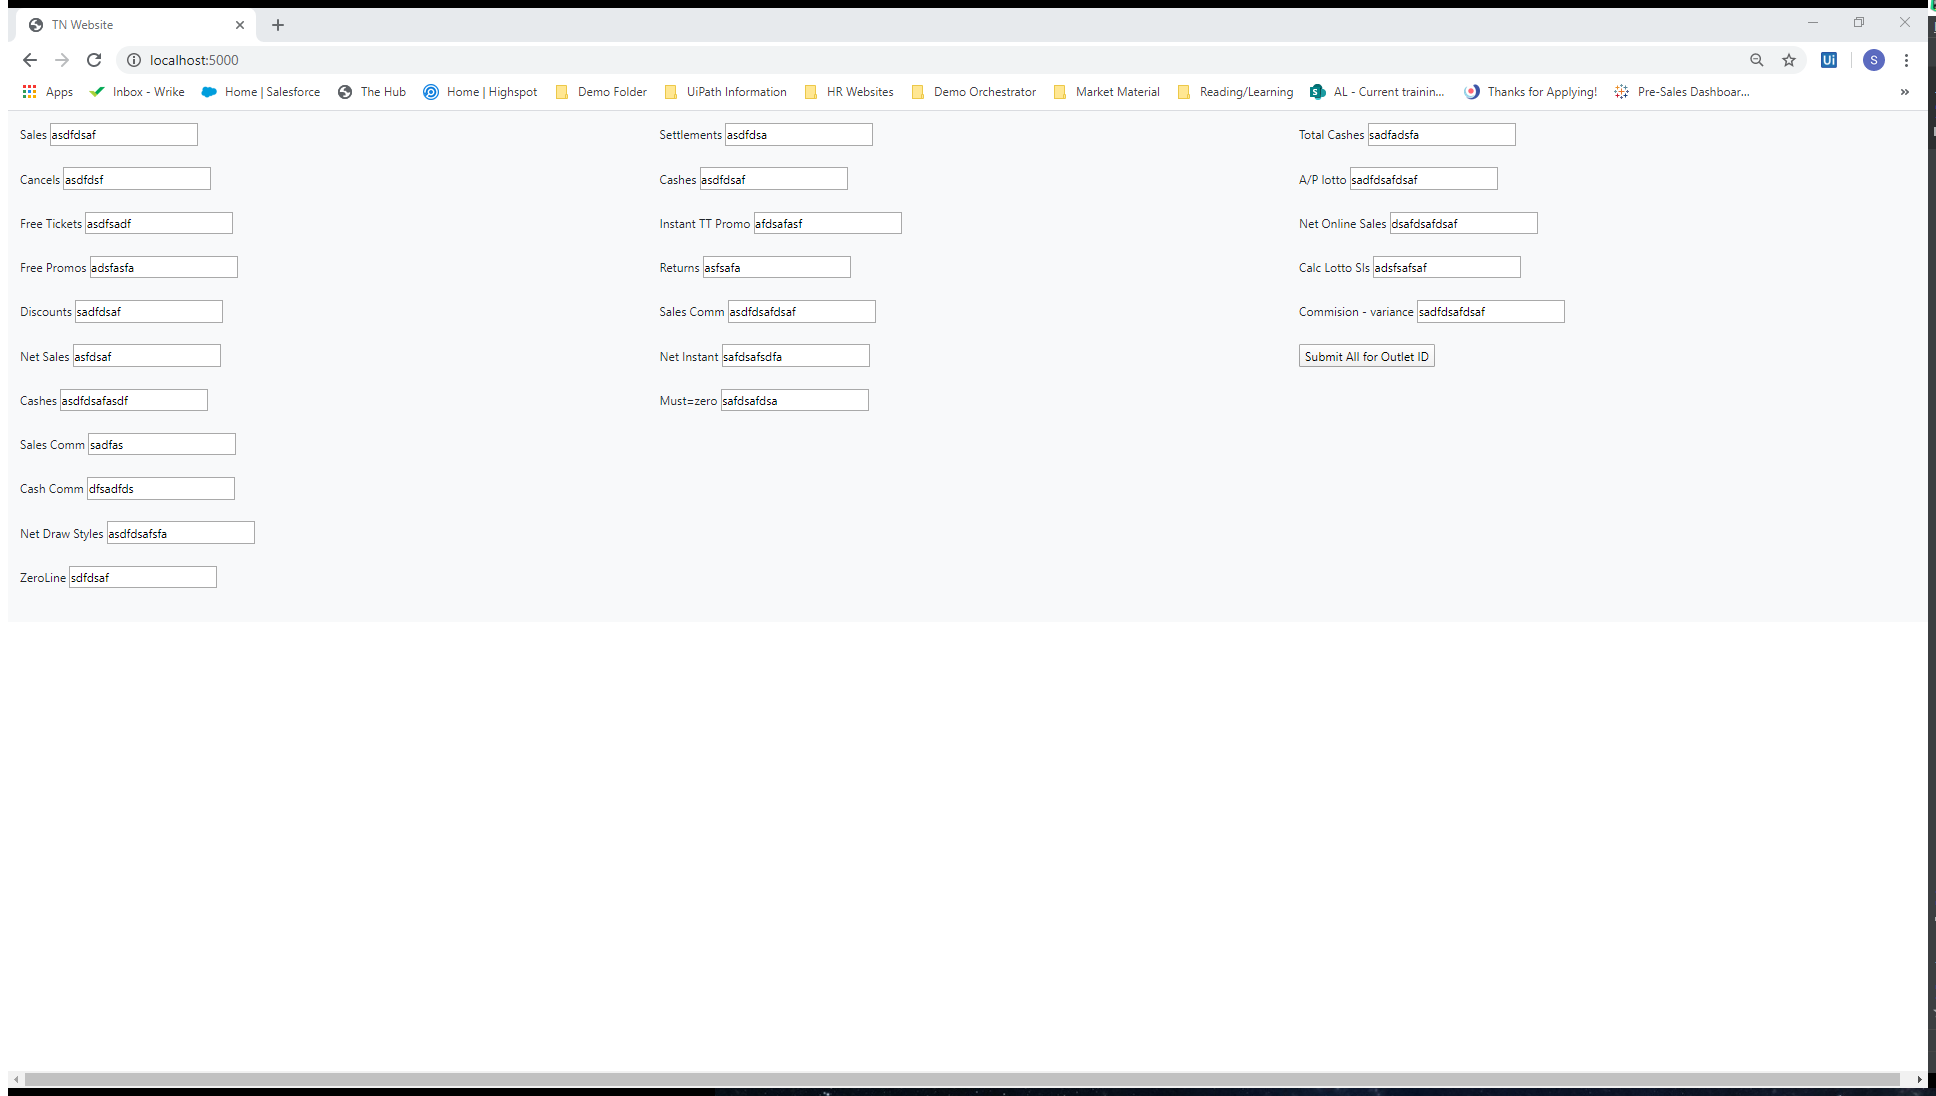 TN Website
localhost:5000
Ui
S
Apps Inbox - Wrike Home | Salesforce The Hub Home | Highspot Demo Folder UiPath Information HR Websites Demo Orchestrator Market Material Reading/Learning AL - Current trainin... Thanks for Applying! Pre-Sales Dashboar... »
Sales asdfdsaf
Cancels asdfdsf
Free Tickets asdfsadf
Free Promos adsfasfa
Discounts sadfdsaf
Net Sales asfdsaf
Cashes asdfdsafasdf
Sales Comm sadfas
Cash Comm dfsadfds
Net Draw Styles asdfdsafsfa
ZeroLine sdfdsaf
Settlements asdfdsa
Cashes asdfdsaf
Instant TT Promo afdsafasf
Returns asfsafa
Sales Comm asdfdsafdsaf
Net Instant safdsafsdfa
Must=zero safdsafdsa
Total Cashes sadfadsfa
A/P lotto sadfdsafdsaf
Net Online Sales dsafdsafdsaf
Calc Lotto Sls adsfsafsaf
Commision - variance sadfdsafdsaf
Submit All for Outlet ID